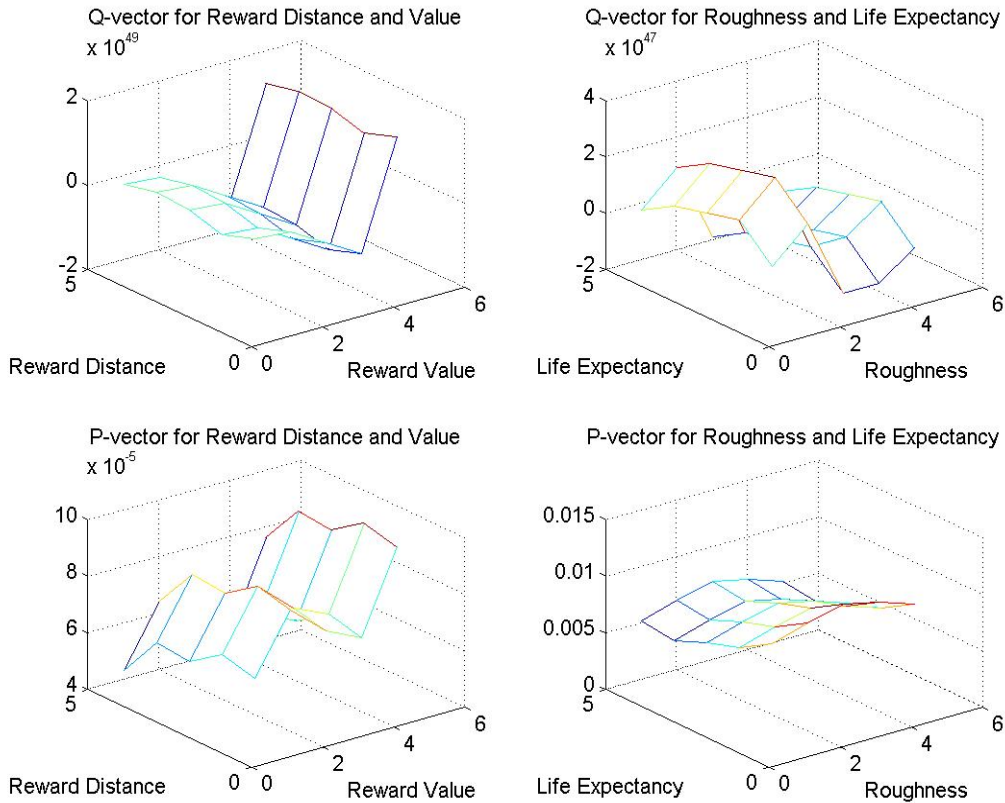 Q-vector for Reward Distance and Value
x 10^49
2
0
-2
5
0
0
2
4
6
Reward Distance
Reward Value
Q-vector for Roughness and Life Expectancy
x 10^47
4
2
0
-2
5
0
0
2
4
6
Life Expectancy
Roughness
P-vector for Reward Distance and Value
x 10^-5
10
8
6
4
5
0
0
2
4
6
Reward Distance
Reward Value
P-vector for Roughness and Life Expectancy
0.015
0.01
0.005
0
5
0
0
2
4
6
Life Expectancy
Roughness